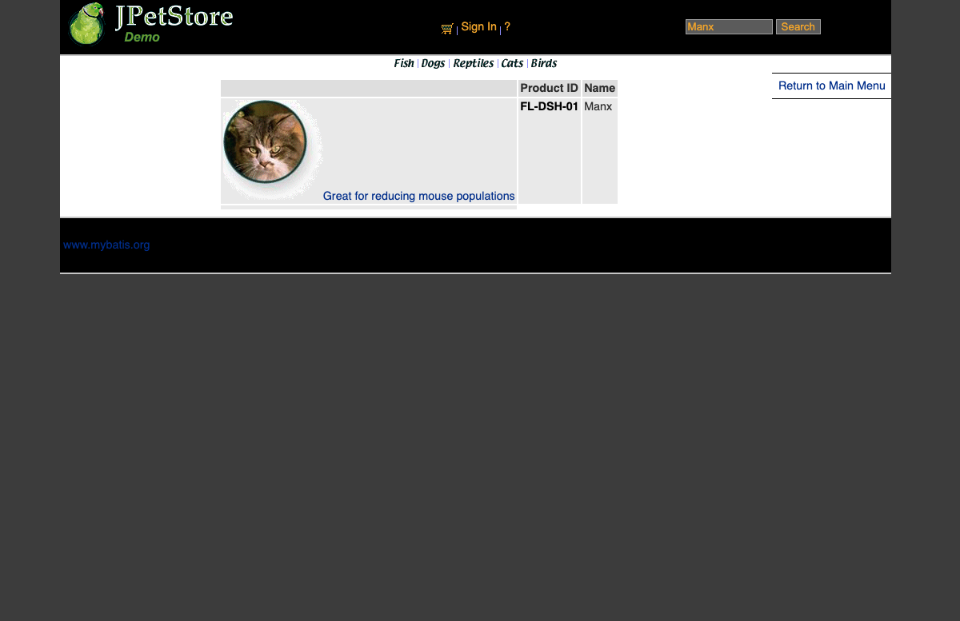 JPetStore
Demo
Sign In | ?
Manx Search
Fish | Dogs | Reptiles | Cats | Birds
Return to Main Menu
Product ID Name
FL-DSH-01 Manx
Great for reducing mouse populations
www.mybatis.org